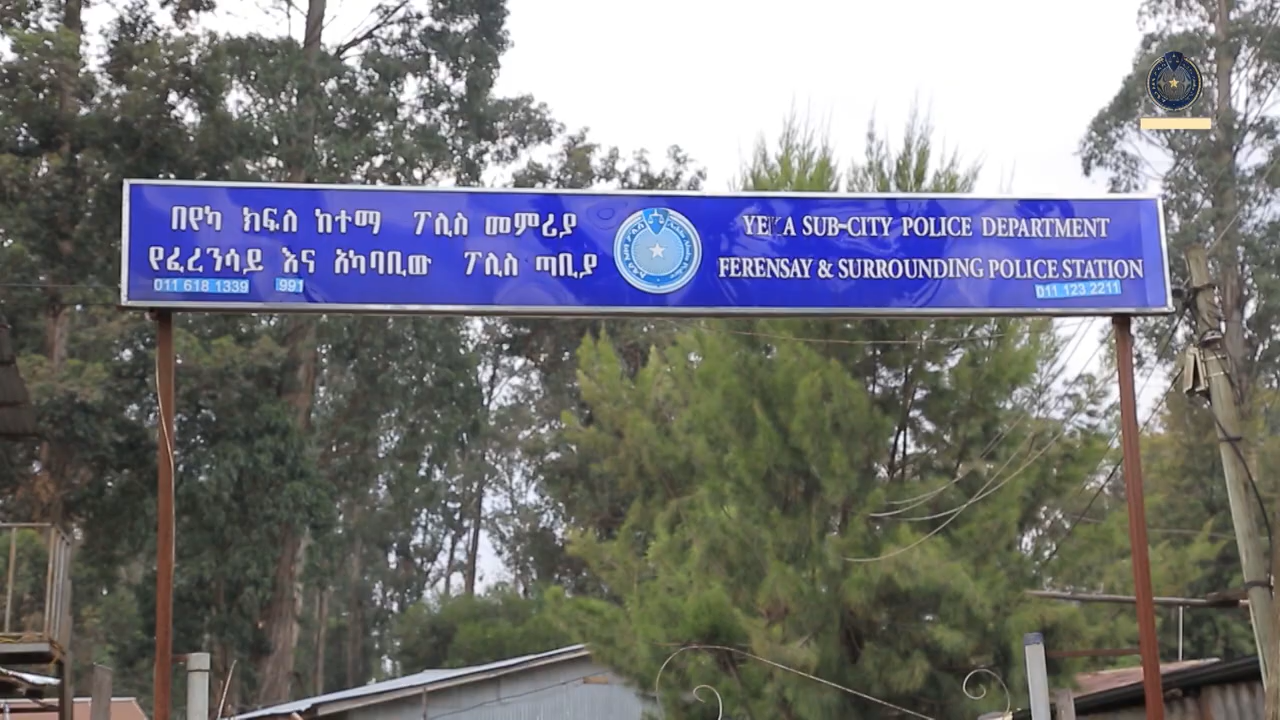 በየካ ክፍለ ከተማ ፖሊስ መምሪያ
የፈረንሳይ እና አካባቢው ፖሊስ ጣቢያ
011 618 1339 991
YEKA SUB-CITY POLICE DEPARTMENT
FERENSAY & SURROUNDING POLICE STATION
011 123 2211